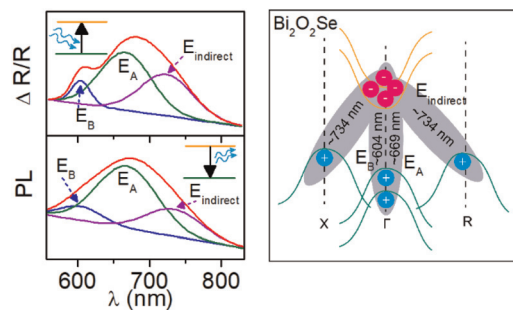 Δ R/R
E_B
E_A
E_indirect
PL
E_B
E_A
E_indirect
600 700 800
λ (nm)
Bi₂O₂Se
E_indirect
~734 nm
E_B
~604 nm
~669 nm
E_A
~734 nm
X Γ R
- - - -
+ + + +